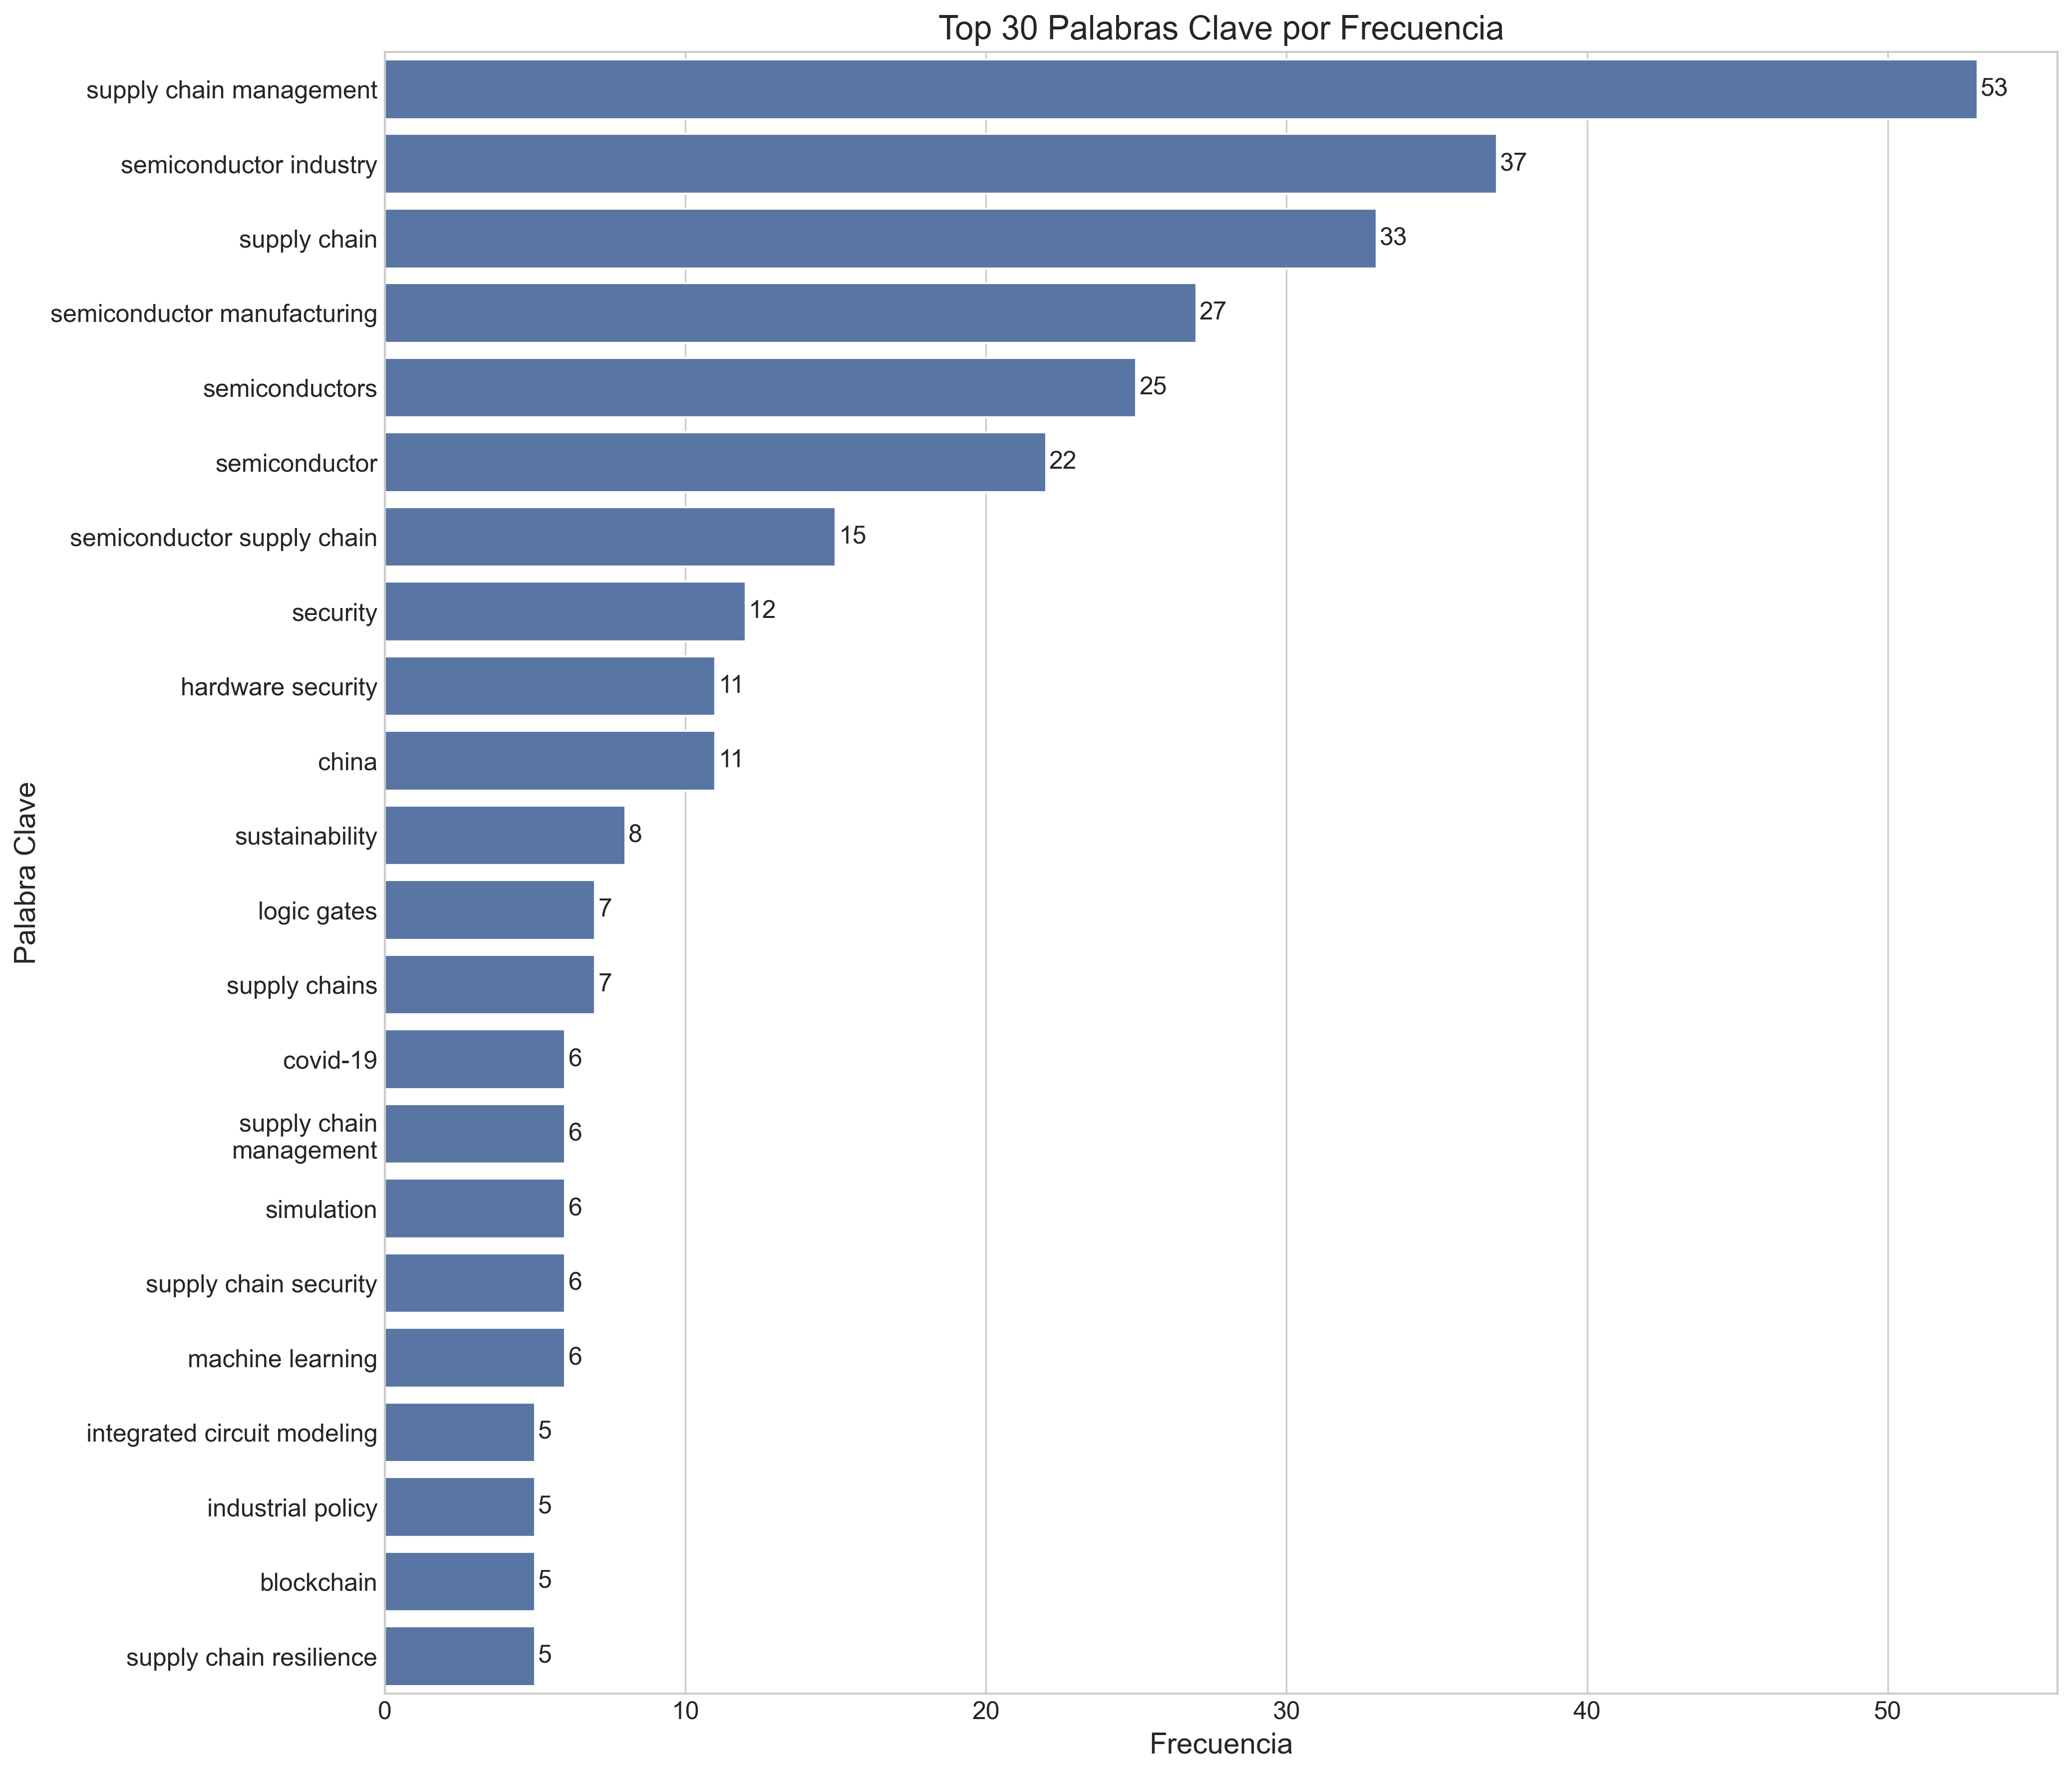 Top 30 Palabras Clave por Frecuencia
supply chain management 53
semiconductor industry 37
supply chain 33
semiconductor manufacturing 27
semiconductors 25
semiconductor 22
semiconductor supply chain 15
security 12
hardware security 11
china 11
sustainability 8
logic gates 7
supply chains 7
covid-19 6
supply chain
management 6
simulation 6
supply chain security 6
machine learning 6
integrated circuit modeling 5
industrial policy 5
blockchain 5
supply chain resilience 5
Palabra Clave
0 10 20 30 40 50
Frecuencia